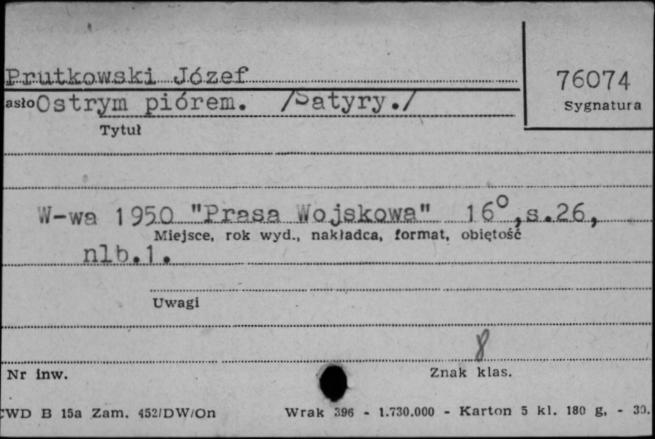 Prutkowski Józef
76074
Sygnatura
asło Ostrym piórem. /Satyry./
Tytuł
W-wa 1950 "Prasa Wojskowa" 16°, s.26,
Miejsce, rok wyd., nakładca, format, objętość
nlb.1.
Uwagi
8
Nr inw.
Znak klas.
CWD B 15a Zam. 452/DW/On Wrak 396 - 1.730.000 - Karton 5 kl. 180 g, - 30.